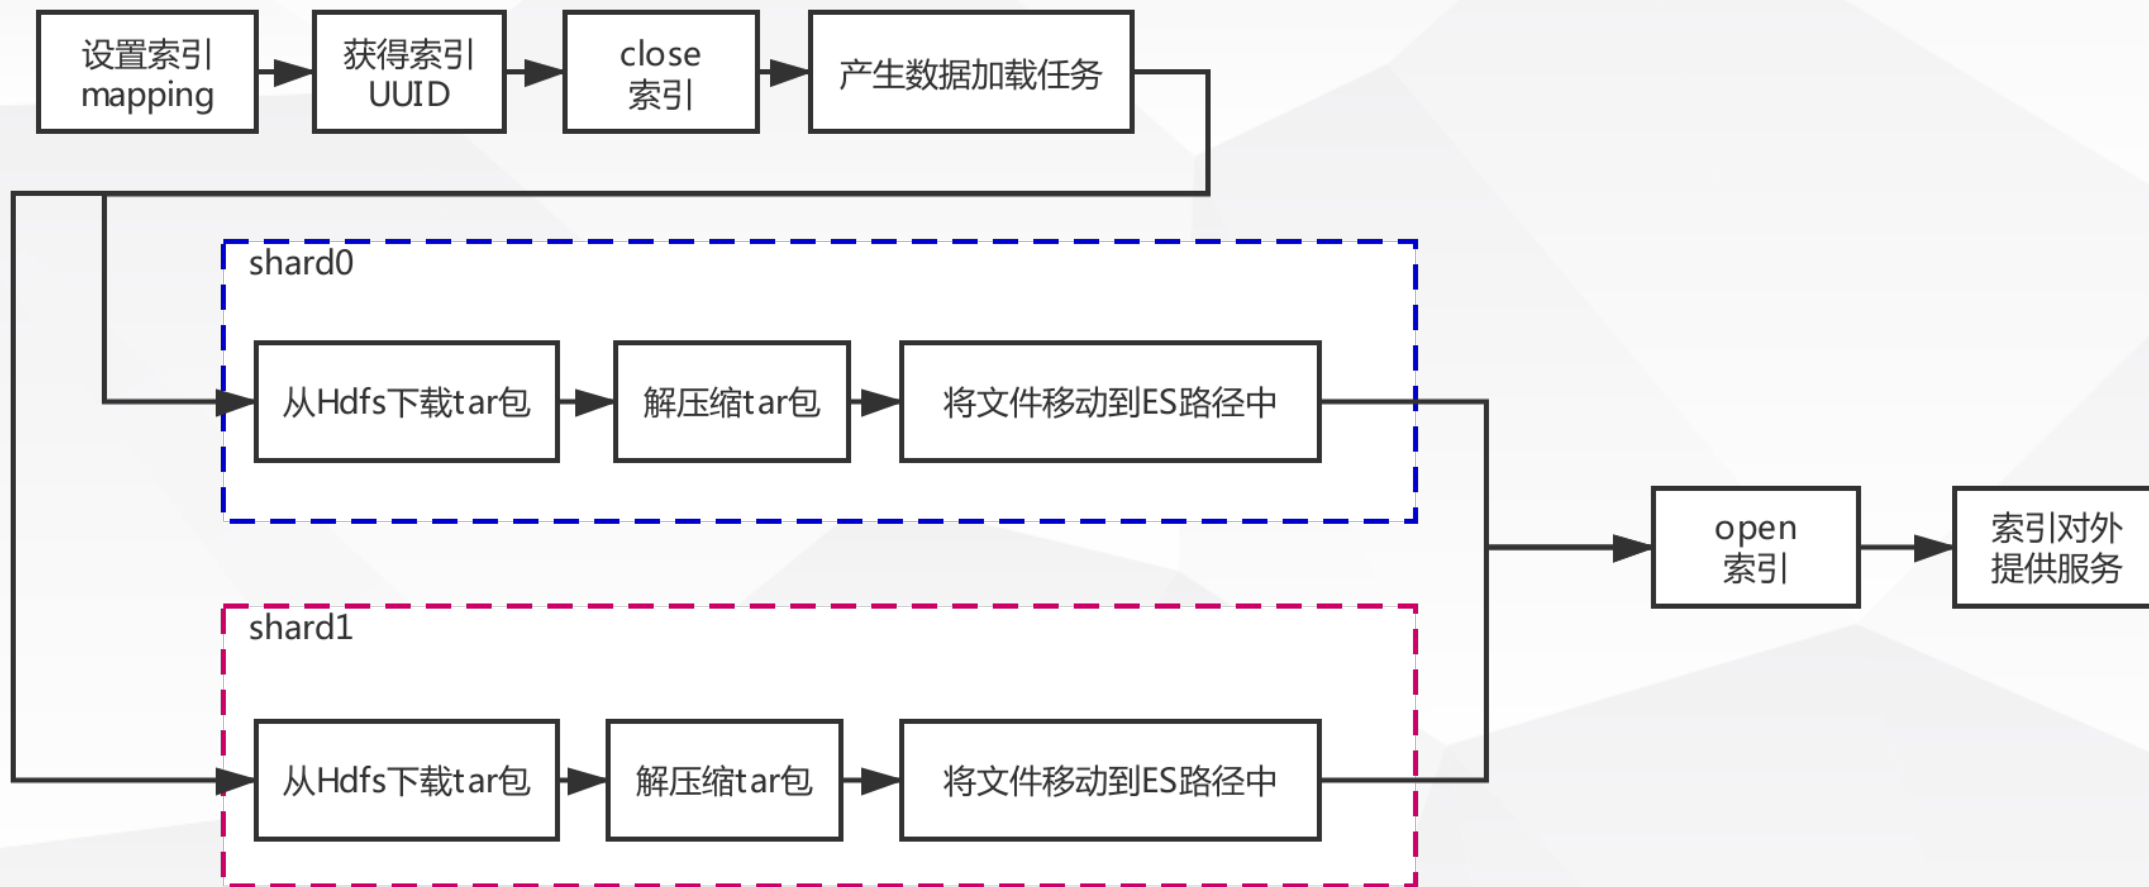 设置索引
mapping
获得索引
UUID
close
索引
产生数据加载任务
shard0
从Hdfs下载tar包
解压缩tar包
将文件移动到ES路径中
shard1
从Hdfs下载tar包
解压缩tar包
将文件移动到ES路径中
open
索引
索引对外
提供服务